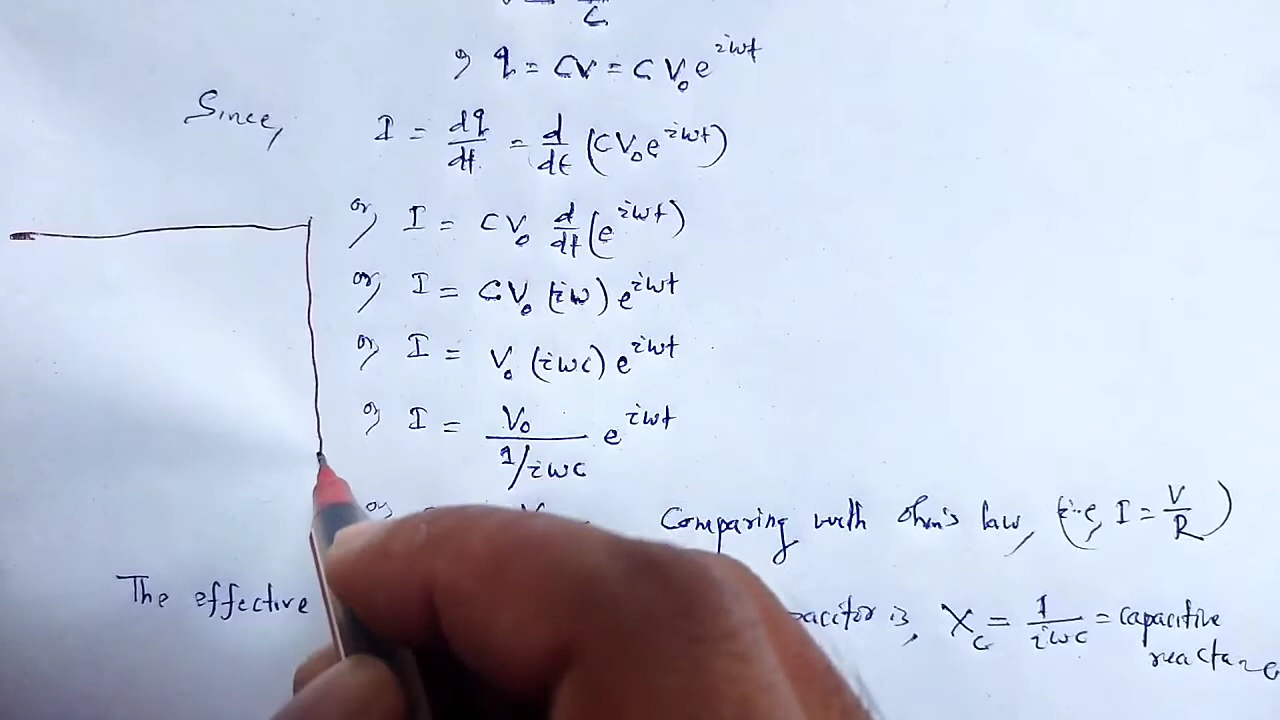 C
, q = CV = CV₀e^{iωt}
Since, I = dq/dt = d/dt (CV₀e^{iωt})
or, I = CV₀ d/dt (e^{iωt})
or, I = CV₀ (iω) e^{iωt}
or, I = V₀ (iωc) e^{iωt}
or, I = V₀ / 1/iωc e^{iωt}
or, Comparing with ohm's law, (i.e, I = V/R)
The effective is, X_c = 1/iωc = capacitive